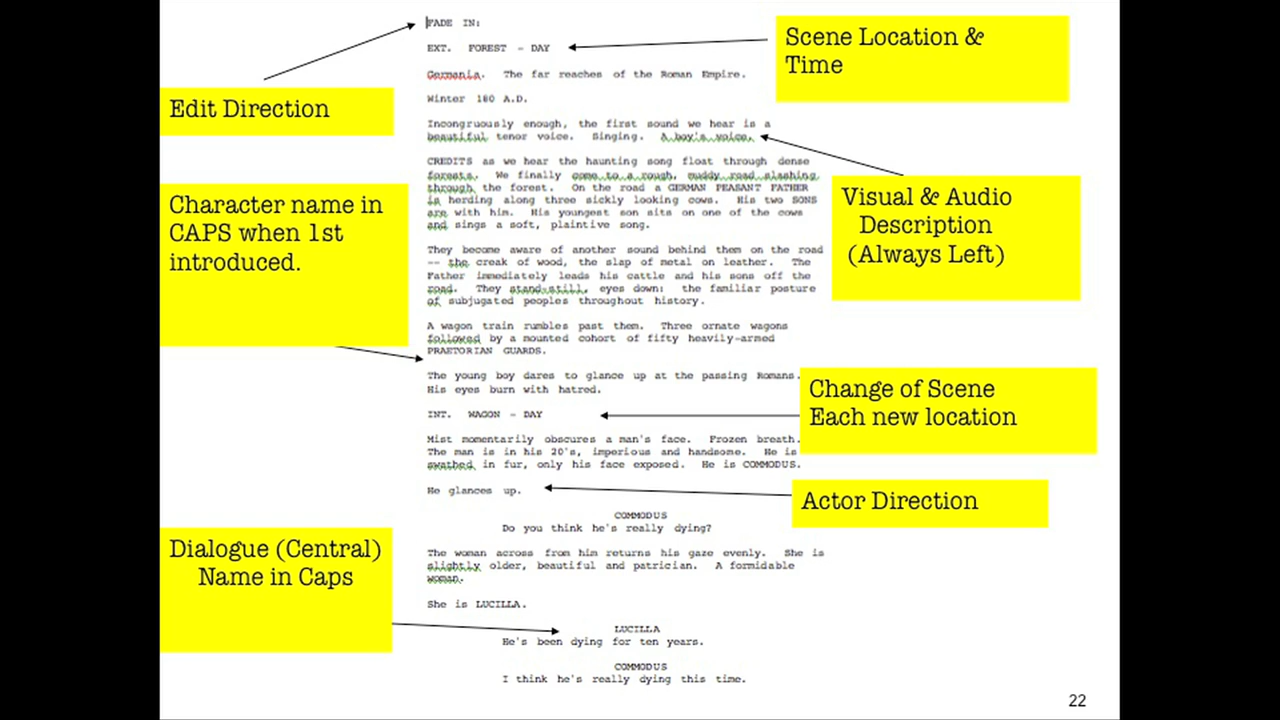 FADE IN:
EXT. FOREST - DAY
Scene Location &
Time
Germania. The far reaches of the Roman Empire.
Edit Direction
Winter 180 A.D.
Incongruously enough, the first sound we hear is a
beautiful tenor voice. Singing. A boy's voice.
CREDITS as we hear the haunting song float through dense
forests. We finally come to a rough, muddy road slashing
through the forest. On the road a GERMAN PEASANT FATHER
is herding along three sickly looking cows. His two SONS
are with him. His youngest son sits on one of the cows
and sings a soft, plaintive song.
Visual & Audio
Description
(Always Left)
Character name in
CAPS when 1st
introduced.
They become aware of another sound behind them on the road
-- the creak of wood, the slap of metal on leather. The
Father immediately leads his cattle and his sons off the
road. They stand-still, eyes down: the familiar posture
of subjugated peoples throughout history.
A wagon train rumbles past them. Three ornate wagons
followed by a mounted cohort of fifty heavily-armed
PRAETORIAN GUARDS.
The young boy dares to glance up at the passing Romans.
His eyes burn with hatred.
Change of Scene
Each new location
INT. WAGON - DAY
Mist momentarily obscures a man's face. Frozen breath.
The man is in his 20's, imperious and handsome. He is
swathed in fur, only his face exposed. He is COMMODUS.
He glances up.
Actor Direction
COMMODUS
Do you think he's really dying?
Dialogue (Central)
Name in Caps
The woman across from him returns his gaze evenly. She is
slightly older, beautiful and patrician. A formidable
woman.
She is LUCILLA.
LUCILLA
He's been dying for ten years.
COMMODUS
I think he's really dying this time.
22